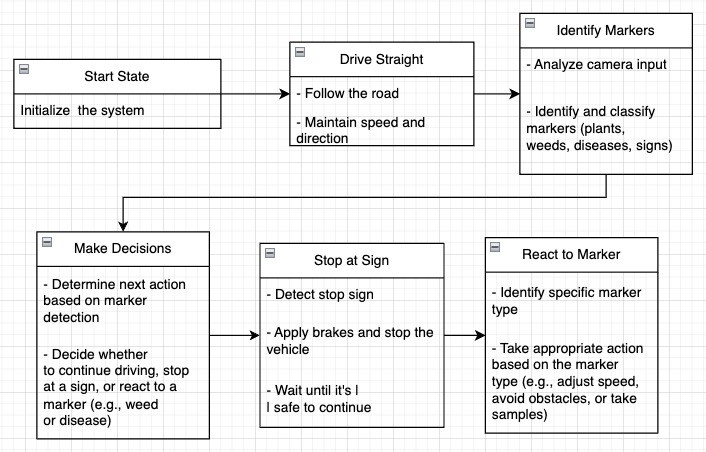 Start State
Initialize the system
Drive Straight
- Follow the road
- Maintain speed and
direction
Identify Markers
- Analyze camera input
- Identify and classify
markers (plants,
weeds, diseases, signs)
Make Decisions
- Determine next action
based on marker
detection
- Decide whether
to continue driving, stop
at a sign, or react to a
marker (e.g., weed
or disease)
Stop at Sign
- Detect stop sign
- Apply brakes and stop the
vehicle
- Wait until it's l
l safe to continue
React to Marker
- Identify specific marker
type
- Take appropriate action
based on the marker
type (e.g., adjust speed,
avoid obstacles, or take
samples)